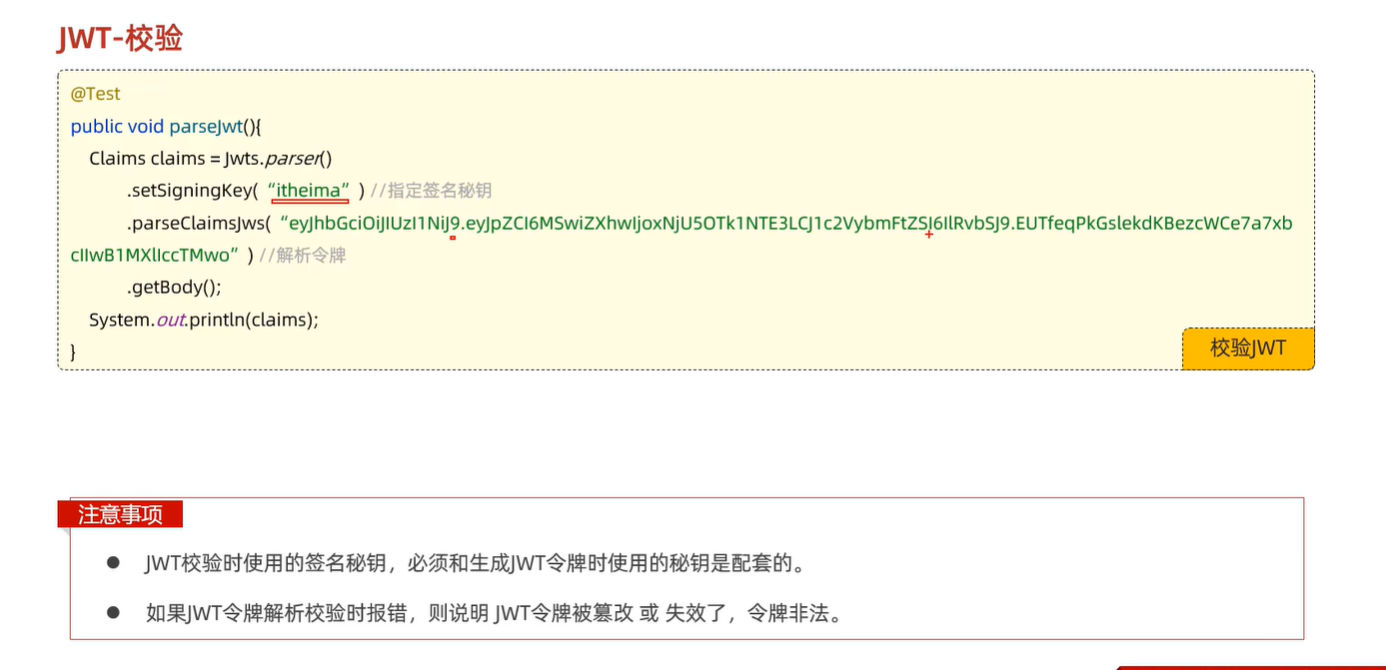 JWT-校验
@Test
public void parseJwt(){
Claims claims = Jwts.parser()
.setSigningKey( “itheima” ) //指定签名秘钥
.parseClaimsJws( “eyJhbGciOiJIUzI1NiJ9.eyJpZCI6MSwiZXhwIjoxNjU5OTk1NTE3LCJ1c2VybmFtZSI6IlRvbSJ9.EUTfeqPkGslekdKBezcWCe7a7xb
cIIwB1MXlIccTMwo” ) //解析令牌
.getBody();
System.out.println(claims);
}
校验JWT
注意事项
● JWT校验时使用的签名秘钥，必须和生成JWT令牌时使用的秘钥是配套的。
● 如果JWT令牌解析校验时报错，则说明 JWT令牌被篡改 或 失效了，令牌非法。